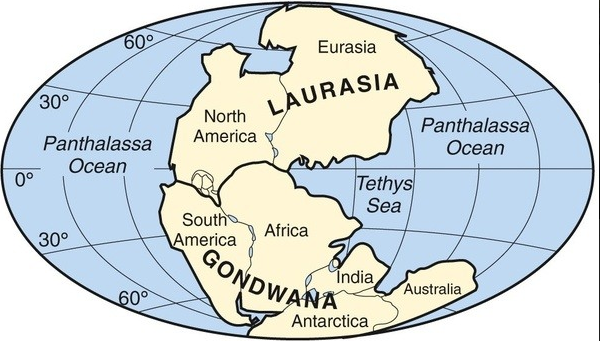 60°
Eurasia
LAURASIA
30°
North
America
Panthalassa
Ocean
Panthalassa
Ocean
0°
Tethys
Sea
South
America
Africa
30°
GONDWANA
India
Australia
60°
Antarctica